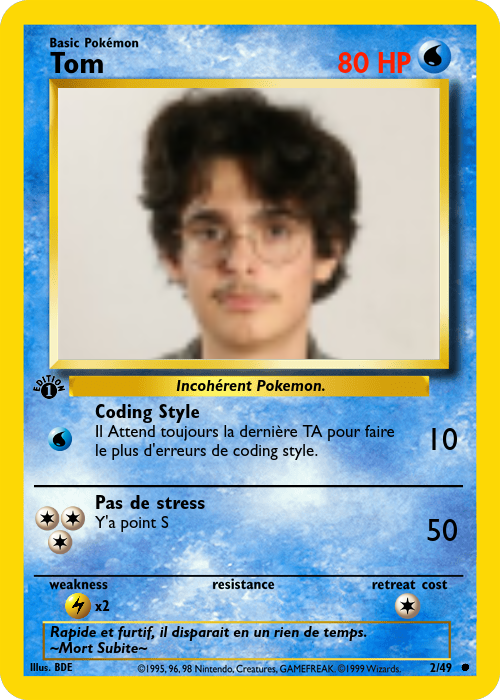 Basic Pokémon
Tom
80 HP
Incohérent Pokemon.
EDITION
1
Coding Style
Il Attend toujours la dernière TA pour faire
le plus d'erreurs de coding style.
10
Pas de stress
Y'a point S
50
weakness
resistance
retreat cost
x2
Rapide et furtif, il disparait en un rien de temps.
~Mort Subite~
Illus. BDE
©1995, 96, 98 Nintendo, Creatures, GAMEFREAK. ©1999 Wizards.
2/49